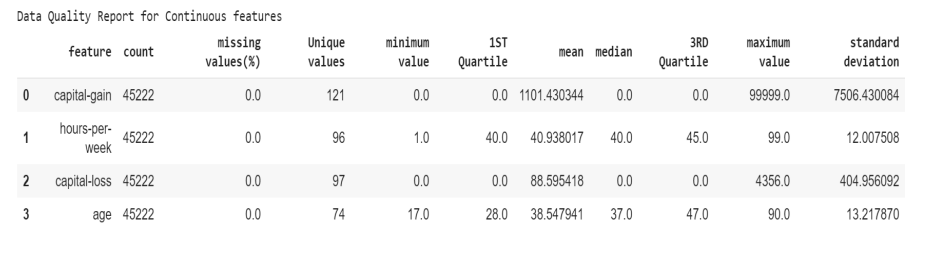 Data Quality Report for Continuous features
feature count missing values(%) Unique values minimum value 1ST Quartile mean median 3RD Quartile maximum value standard deviation
0 capital-gain 45222 0.0 121 0.0 0.0 1101.430344 0.0 0.0 99999.0 7506.430084
1 hours-per-week 45222 0.0 96 1.0 40.0 40.938017 40.0 45.0 99.0 12.007508
2 capital-loss 45222 0.0 97 0.0 0.0 88.595418 0.0 0.0 4356.0 404.956092
3 age 45222 0.0 74 17.0 28.0 38.547941 37.0 47.0 90.0 13.217870